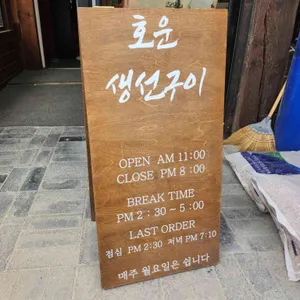 호운
생선구이
OPEN AM 11:00
CLOSE PM 8:00
BREAK TIME
PM 2:30~5:00
LAST ORDER
점심 PM 2:30 저녁 PM 7:10
매주 월요일은 쉽니다